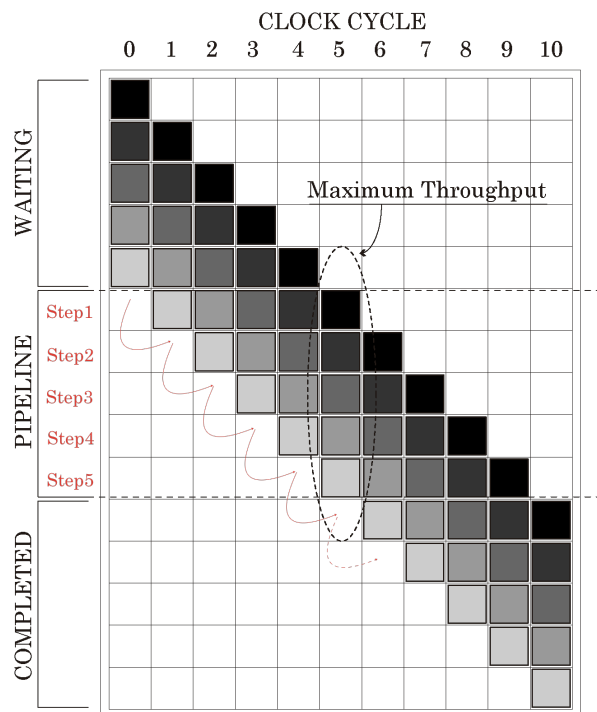 CLOCK CYCLE
0 1 2 3 4 5 6 7 8 9 10
WAITING
Maximum Throughput
PIPELINE
Step1
Step2
Step3
Step4
Step5
COMPLETED